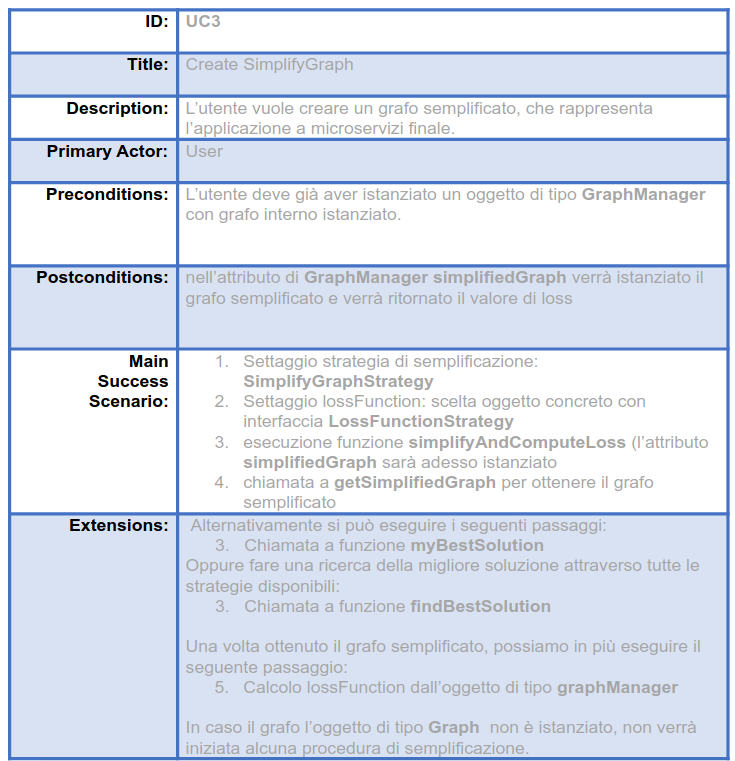 ID: UC3
Title: Create SimplifyGraph
Description: L'utente vuole creare un grafo semplificato, che rappresenta
l'applicazione a microservizi finale.
Primary Actor: User
Preconditions: L'utente deve già aver istanziato un oggetto di tipo GraphManager
con grafo interno istanziato.
Postconditions: nell'attributo di GraphManager simplifiedGraph verrà istanziato il
grafo semplificato e verrà ritornato il valore di loss
Main
Success
Scenario:
1. Settaggio strategia di semplificazione:
SimplifyGraphStrategy
2. Settaggio lossFunction: scelta oggetto concreto con
interfaccia LossFunctionStrategy
3. esecuzione funzione simplifyAndComputeLoss (l'attributo
simplifiedGraph sarà adesso istanziato
4. chiamata a getSimplifiedGraph per ottenere il grafo
semplificato
Extensions: Alternativamente si può eseguire i seguenti passaggi:
3. Chiamata a funzione myBestSolution
Oppure fare una ricerca della migliore soluzione attraverso tutte le
strategie disponibili:
3. Chiamata a funzione findBestSolution
Una volta ottenuto il grafo semplificato, possiamo in più eseguire il
seguente passaggio:
5. Calcolo lossFunction dall'oggetto di tipo graphManager
In caso il grafo l'oggetto di tipo Graph non è istanziato, non verrà
iniziata alcuna procedura di semplificazione.